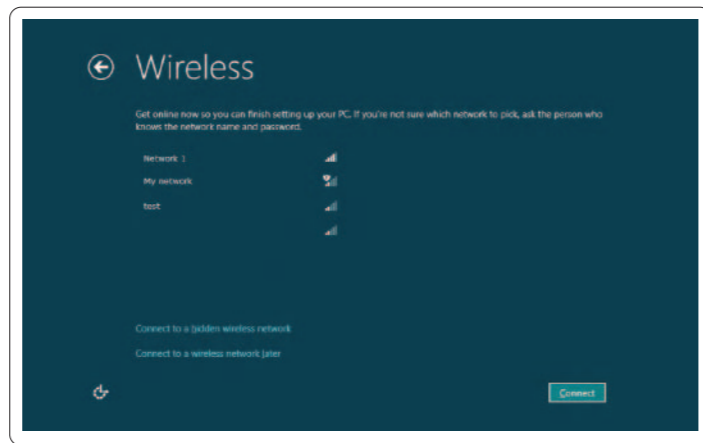 Wireless
Get online now so you can finish setting up your PC. If you're not sure which network to pick, ask the person who
knows the network name and password.
Network 1
My network
test
Connect to a hidden wireless network
Connect to a wireless network later
Connect